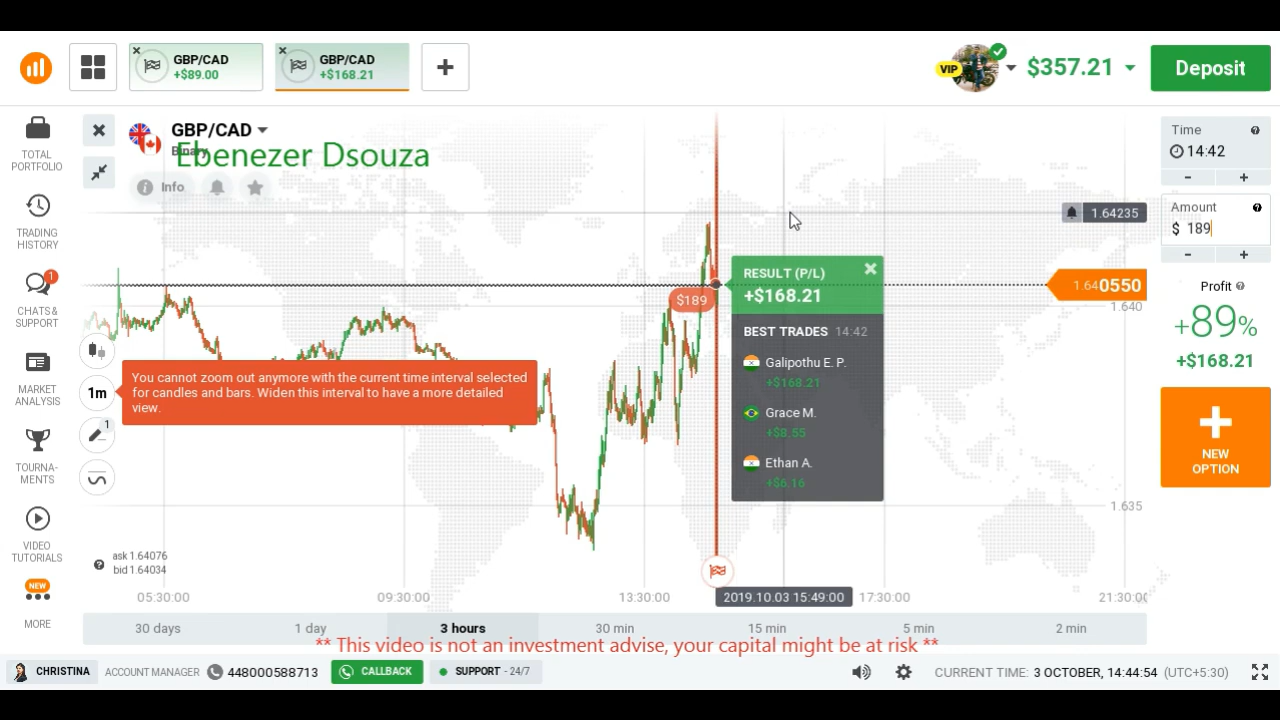 GBP/CAD
+$89.00
GBP/CAD
+$168.21
VIP
$357.21
Deposit
TOTAL
PORTFOLIO
TRADING
HISTORY
1
CHATS &
SUPPORT
MARKET
ANALYSIS
TOURNA-
MENTS
VIDEO
TUTORIALS
NEW
MORE
GBP/CAD
Binary
Ebenezer Dsouza
Info
1m
1
You cannot zoom out anymore with the current time interval selected
for candles and bars. Widen this interval to have a more detailed
view.
ask 1.64076
bid 1.64034
$189
RESULT (P/L)
+$168.21
BEST TRADES 14:42
Galipothu E. P.
+$168.21
Grace M.
+$8.55
Ethan A.
+$6.16
1.64235
1.640550
1.640
1.635
05:30:00
09:30:00
13:30:00
2019.10.03 15:49:00
17:30:00
21:30:00
30 days
1 day
3 hours
30 min
15 min
5 min
2 min
** This video is not an investment advise, your capital might be at risk **
Time
14:42
- +
Amount
$ 189
- +
Profit
+89%
+$168.21
NEW
OPTION
CHRISTINA
ACCOUNT MANAGER
448000588713
CALLBACK
SUPPORT - 24/7
CURRENT TIME: 3 OCTOBER, 14:44:54 (UTC+5:30)